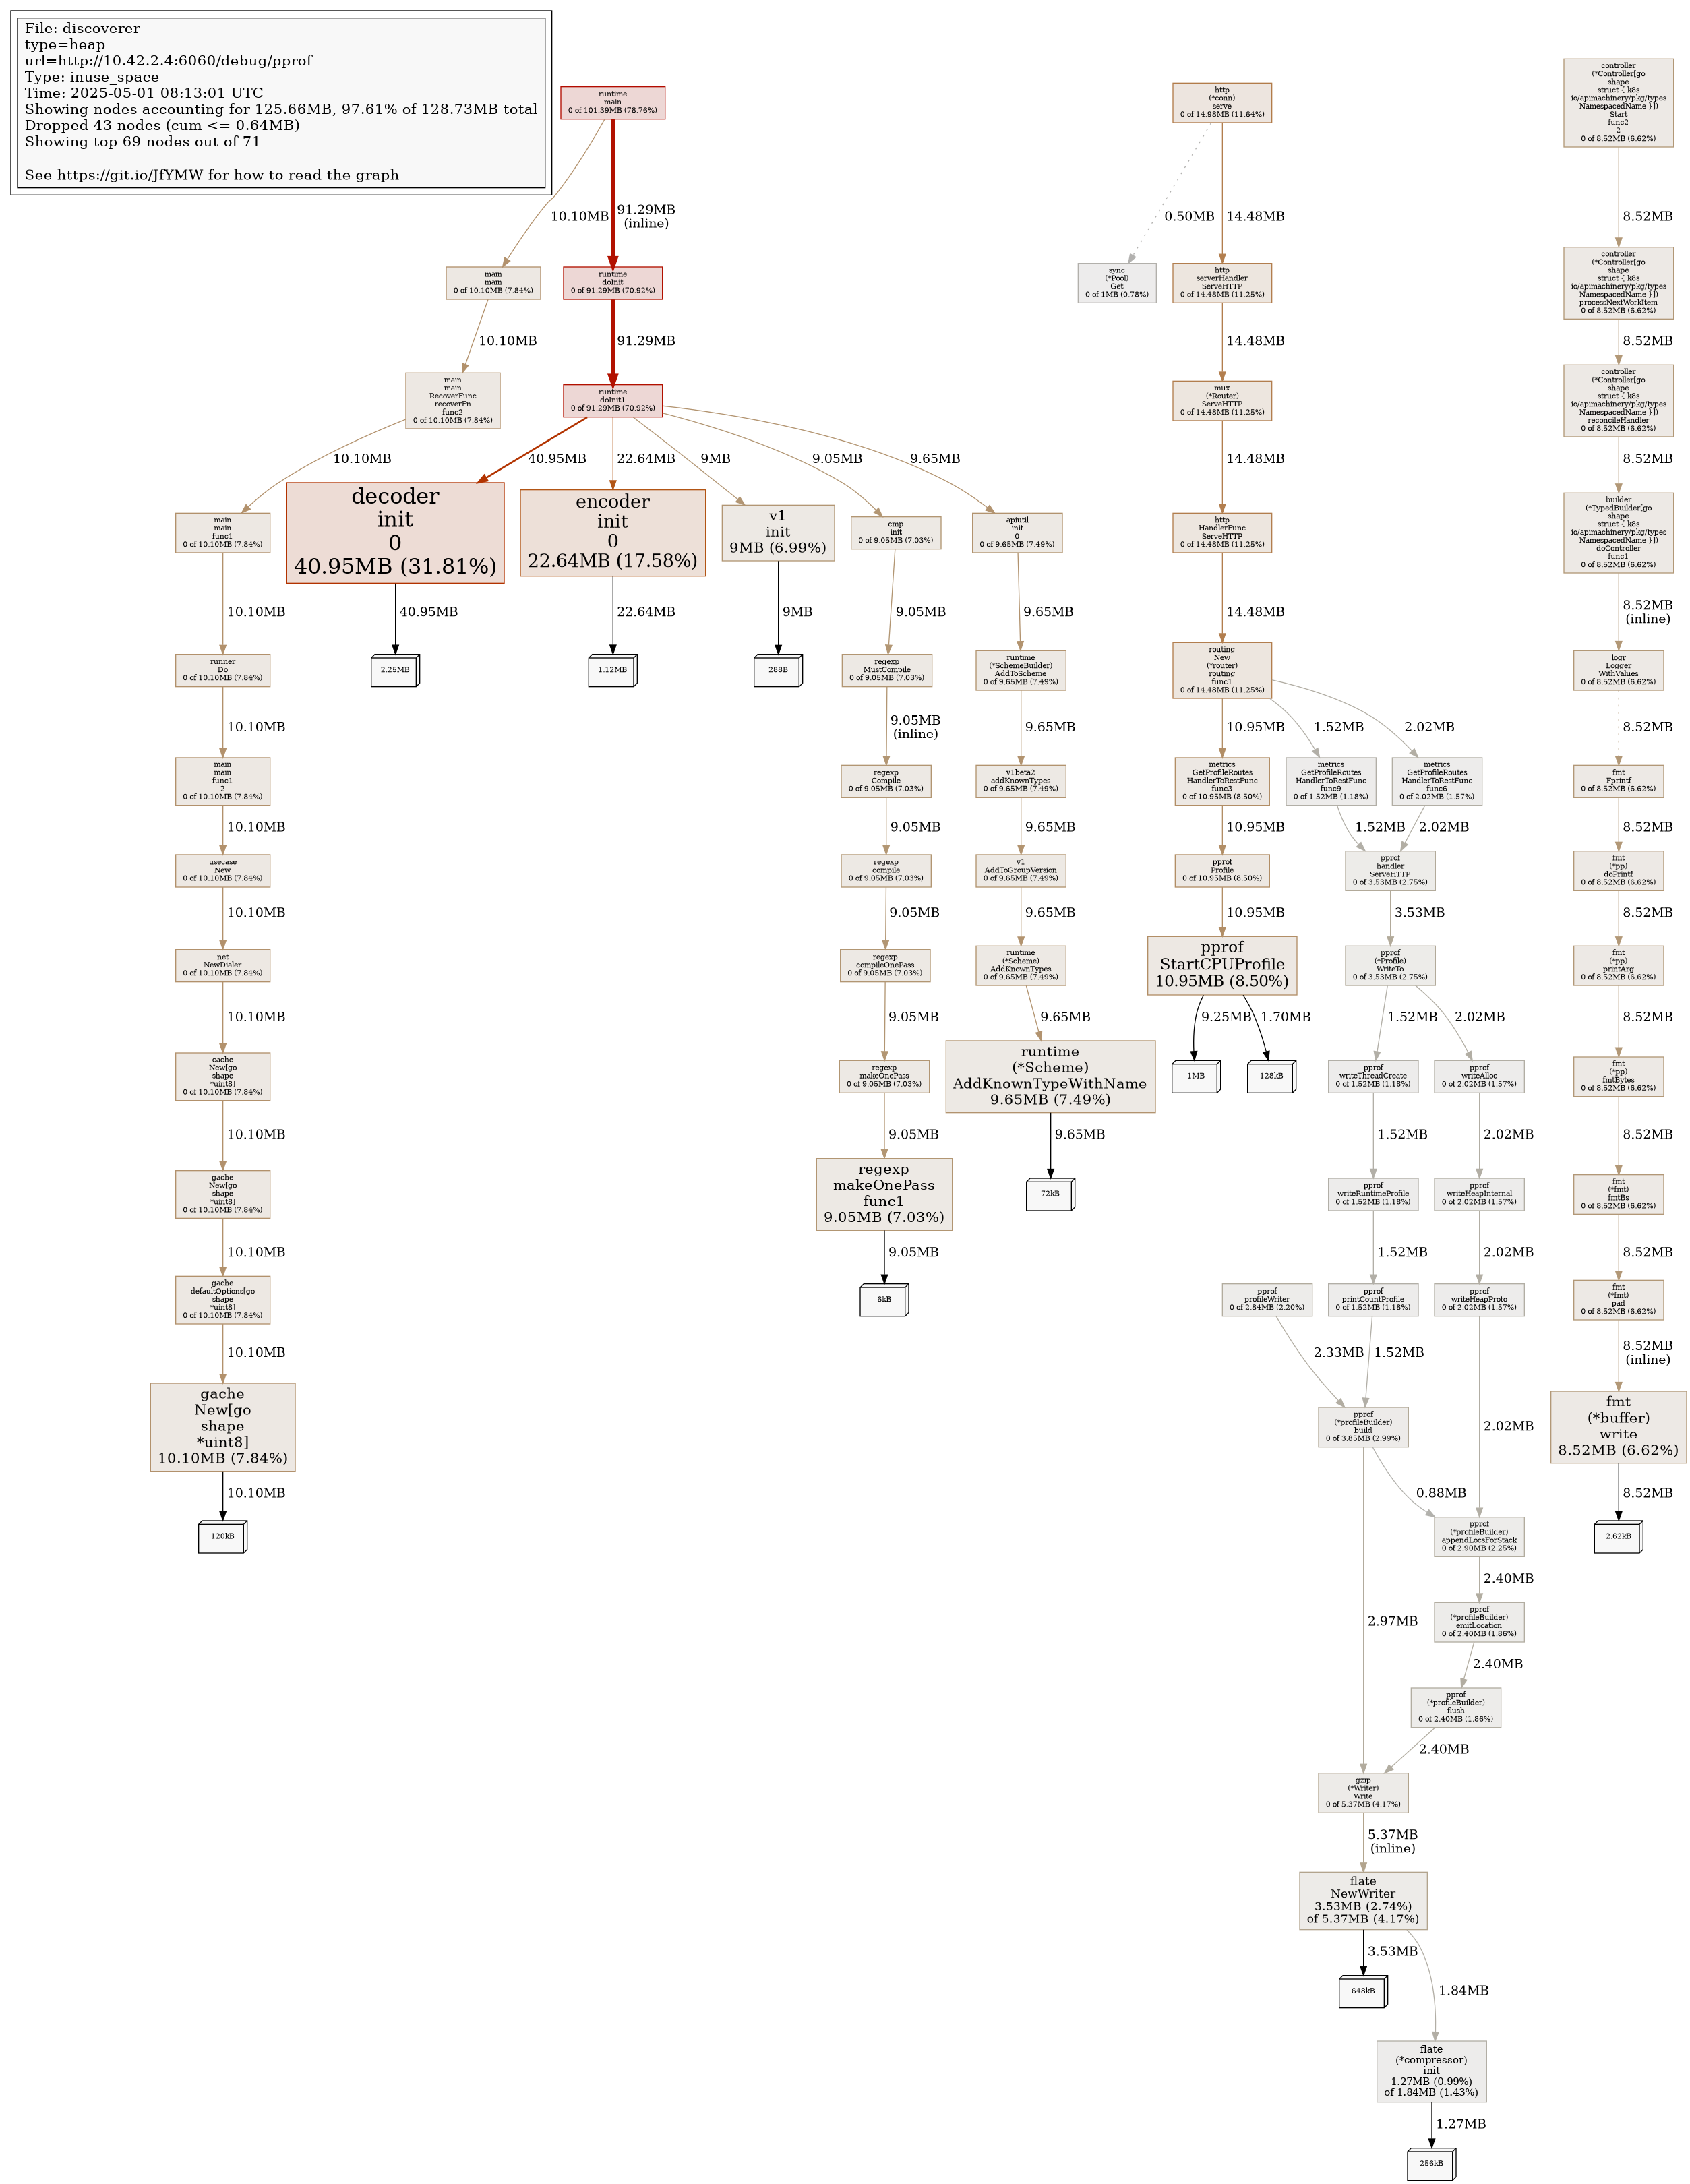 File: discoverer
type=heap
url=http://10.42.2.4:6060/debug/pprof
Type: inuse_space
Time: 2025-05-01 08:13:01 UTC
Showing nodes accounting for 125.66MB, 97.61% of 128.73MB total
Dropped 43 nodes (cum <= 0.64MB)
Showing top 69 nodes out of 71
See https://git.io/JfYMW for how to read the graph
runtime
main
0 of 101.39MB (78.76%)
10.10MB
91.29MB
(inline)
main
main
0 of 10.10MB (7.84%)
runtime
doInit
0 of 91.29MB (70.92%)
10.10MB
91.29MB
main
main
RecoverFunc
recoverFn
func2
0 of 10.10MB (7.84%)
runtime
doInit1
0 of 91.29MB (70.92%)
10.10MB
40.95MB
22.64MB
9MB
9.05MB
9.65MB
main
main
func1
0 of 10.10MB (7.84%)
decoder
init
0
40.95MB (31.81%)
encoder
init
0
22.64MB (17.58%)
v1
init
9MB (6.99%)
cmp
init
0 of 9.05MB (7.03%)
apiutil
init
0
0 of 9.65MB (7.49%)
10.10MB
40.95MB
22.64MB
9MB
9.05MB
9.65MB
runner
Do
0 of 10.10MB (7.84%)
2.25MB
1.12MB
288B
regexp
MustCompile
0 of 9.05MB (7.03%)
runtime
(*SchemeBuilder)
AddToScheme
0 of 9.65MB (7.49%)
10.10MB
9.05MB
(inline)
9.65MB
main
main
func1
2
0 of 10.10MB (7.84%)
regexp
Compile
0 of 9.05MB (7.03%)
v1beta2
addKnownTypes
0 of 9.65MB (7.49%)
10.10MB
9.05MB
9.65MB
usecase
New
0 of 10.10MB (7.84%)
regexp
compile
0 of 9.05MB (7.03%)
v1
AddToGroupVersion
0 of 9.65MB (7.49%)
10.10MB
9.05MB
9.65MB
net
NewDialer
0 of 10.10MB (7.84%)
regexp
compileOnePass
0 of 9.05MB (7.03%)
runtime
(*Scheme)
AddKnownTypes
0 of 9.65MB (7.49%)
10.10MB
9.05MB
9.65MB
cache
New[go
shape
*uint8]
0 of 10.10MB (7.84%)
regexp
makeOnePass
0 of 9.05MB (7.03%)
runtime
(*Scheme)
AddKnownTypeWithName
9.65MB (7.49%)
10.10MB
9.05MB
9.65MB
gache
New[go
shape
*uint8]
0 of 10.10MB (7.84%)
regexp
makeOnePass
func1
9.05MB (7.03%)
72kB
10.10MB
9.05MB
gache
defaultOptions[go
shape
*uint8]
0 of 10.10MB (7.84%)
6kB
10.10MB
gache
New[go
shape
*uint8]
10.10MB (7.84%)
10.10MB
120kB
http
(*conn)
serve
0 of 14.98MB (11.64%)
0.50MB
14.48MB
sync
(*Pool)
Get
0 of 1MB (0.78%)
http
serverHandler
ServeHTTP
0 of 14.48MB (11.25%)
14.48MB
mux
(*Router)
ServeHTTP
0 of 14.48MB (11.25%)
14.48MB
http
HandlerFunc
ServeHTTP
0 of 14.48MB (11.25%)
14.48MB
routing
New
(*router)
routing
func1
0 of 14.48MB (11.25%)
10.95MB
1.52MB
2.02MB
metrics
GetProfileRoutes
HandlerToRestFunc
func3
0 of 10.95MB (8.50%)
metrics
GetProfileRoutes
HandlerToRestFunc
func9
0 of 1.52MB (1.18%)
metrics
GetProfileRoutes
HandlerToRestFunc
func6
0 of 2.02MB (1.57%)
10.95MB
1.52MB
2.02MB
pprof
Profile
0 of 10.95MB (8.50%)
pprof
handler
ServeHTTP
0 of 3.53MB (2.75%)
10.95MB
3.53MB
pprof
StartCPUProfile
10.95MB (8.50%)
pprof
(*Profile)
WriteTo
0 of 3.53MB (2.75%)
9.25MB
1.70MB
1.52MB
2.02MB
1MB
128kB
pprof
writeThreadCreate
0 of 1.52MB (1.18%)
pprof
writeAlloc
0 of 2.02MB (1.57%)
1.52MB
2.02MB
pprof
writeRuntimeProfile
0 of 1.52MB (1.18%)
pprof
writeHeapInternal
0 of 2.02MB (1.57%)
1.52MB
2.02MB
pprof
profileWriter
0 of 2.84MB (2.20%)
pprof
printCountProfile
0 of 1.52MB (1.18%)
pprof
writeHeapProto
0 of 2.02MB (1.57%)
2.33MB
1.52MB
2.02MB
pprof
(*profileBuilder)
build
0 of 3.85MB (2.99%)
0.88MB
2.97MB
pprof
(*profileBuilder)
appendLocsForStack
0 of 2.90MB (2.25%)
2.40MB
pprof
(*profileBuilder)
emitLocation
0 of 2.40MB (1.86%)
2.40MB
pprof
(*profileBuilder)
flush
0 of 2.40MB (1.86%)
2.40MB
gzip
(*Writer)
Write
0 of 5.37MB (4.17%)
5.37MB
(inline)
flate
NewWriter
3.53MB (2.74%)
of 5.37MB (4.17%)
3.53MB
1.84MB
648kB
flate
(*compressor)
init
1.27MB (0.99%)
of 1.84MB (1.43%)
1.27MB
256kB
controller
(*Controller[go
shape
struct { k8s
io/apimachinery/pkg/types
NamespacedName }])
Start
func2
2
0 of 8.52MB (6.62%)
8.52MB
controller
(*Controller[go
shape
struct { k8s
io/apimachinery/pkg/types
NamespacedName }])
processNextWorkItem
0 of 8.52MB (6.62%)
8.52MB
controller
(*Controller[go
shape
struct { k8s
io/apimachinery/pkg/types
NamespacedName }])
reconcileHandler
0 of 8.52MB (6.62%)
8.52MB
builder
(*TypedBuilder[go
shape
struct { k8s
io/apimachinery/pkg/types
NamespacedName }])
doController
func1
0 of 8.52MB (6.62%)
8.52MB
(inline)
logr
Logger
WithValues
0 of 8.52MB (6.62%)
8.52MB
fmt
Fprintf
0 of 8.52MB (6.62%)
8.52MB
fmt
(*pp)
doPrintf
0 of 8.52MB (6.62%)
8.52MB
fmt
(*pp)
printArg
0 of 8.52MB (6.62%)
8.52MB
fmt
(*pp)
fmtBytes
0 of 8.52MB (6.62%)
8.52MB
fmt
(*fmt)
fmtBs
0 of 8.52MB (6.62%)
8.52MB
fmt
(*fmt)
pad
0 of 8.52MB (6.62%)
8.52MB
(inline)
fmt
(*buffer)
write
8.52MB (6.62%)
8.52MB
2.62kB